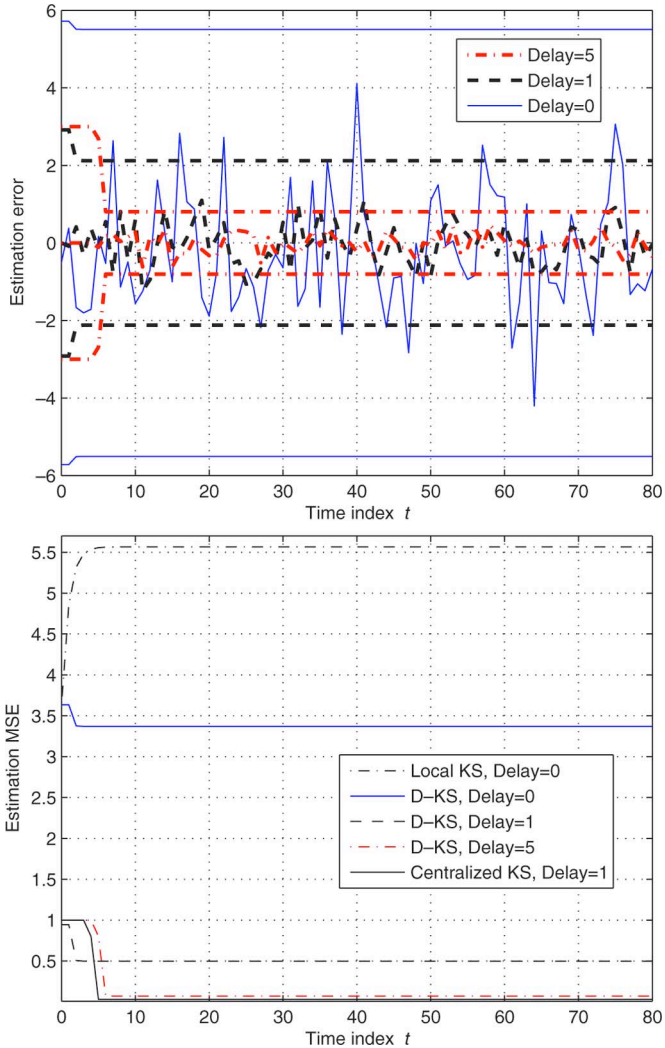 6
4
2
0
−2
−4
−6
Estimation error
Delay=5
Delay=1
Delay=0
0 10 20 30 40 50 60 70 80
Time index t
5.5
5
4.5
4
3.5
3
2.5
2
1.5
1
0.5
Estimation MSE
Local KS, Delay=0
D–KS, Delay=0
D–KS, Delay=1
D–KS, Delay=5
Centralized KS, Delay=1
0 10 20 30 40 50 60 70 80
Time index t